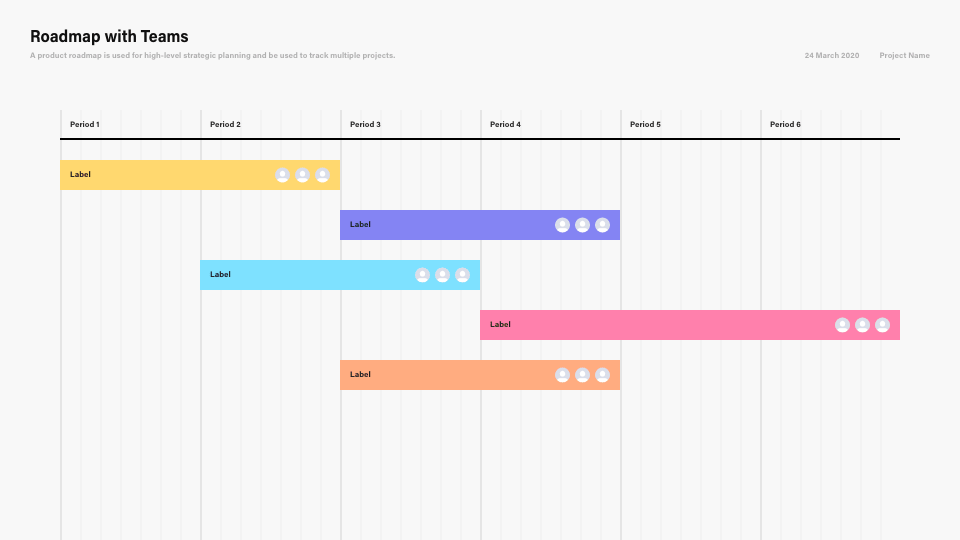 Roadmap with Teams
A product roadmap is used for high-level strategic planning and be used to track multiple projects.
24 March 2020 Project Name
Period 1 Period 2 Period 3 Period 4 Period 5 Period 6
Label
Label
Label
Label
Label